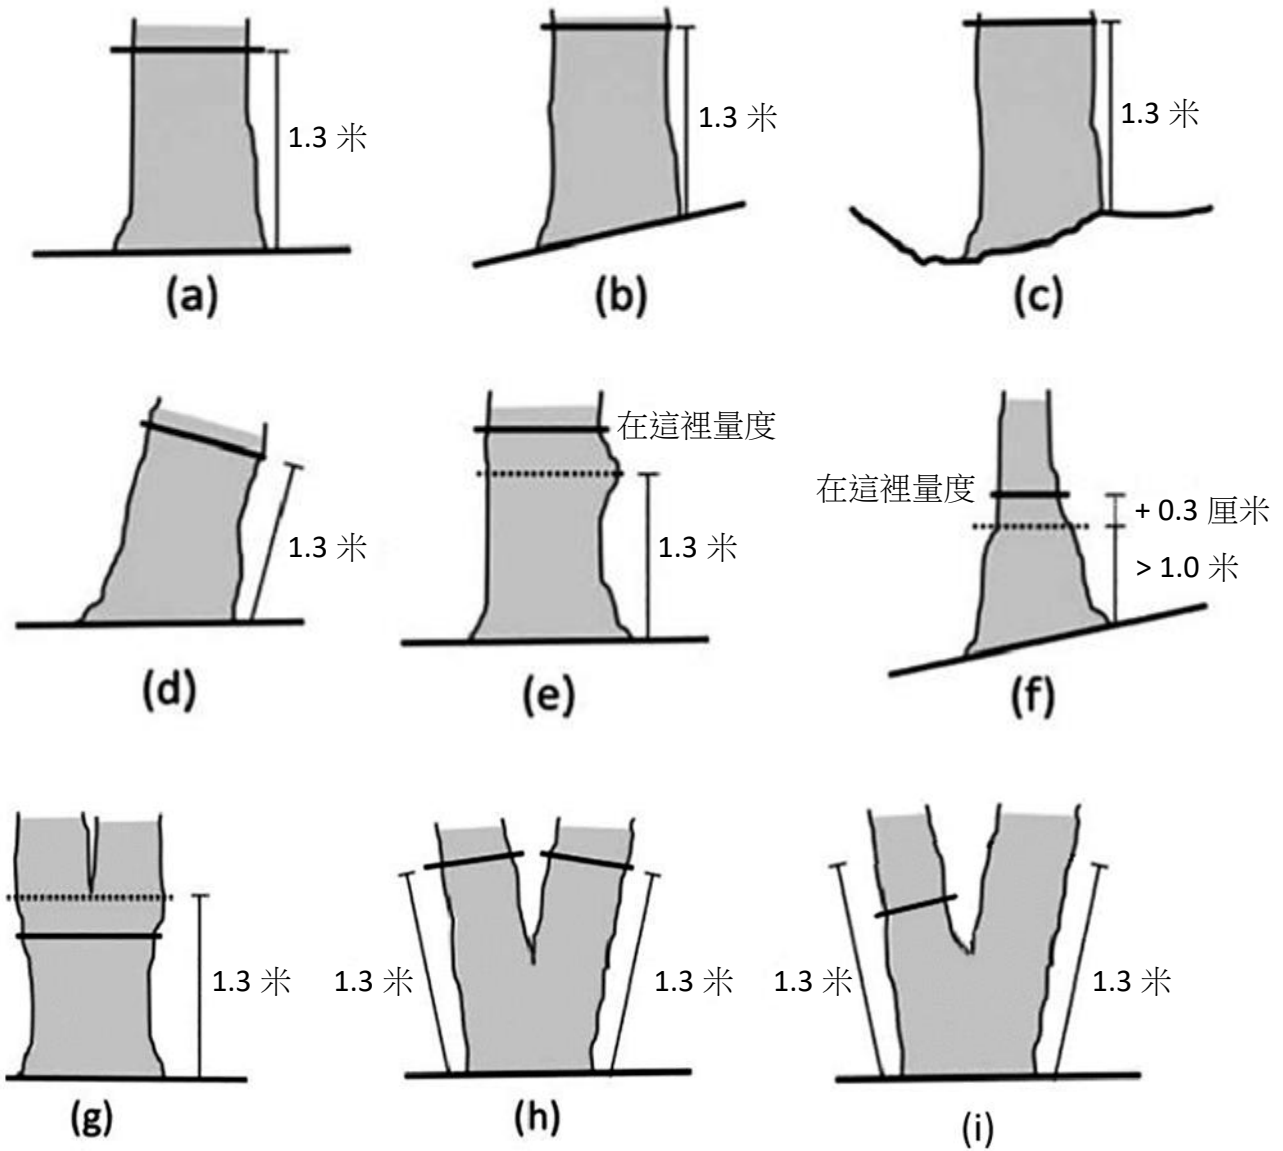 1.3 米
1.3 米
1.3 米
(a)
(b)
(c)
在這裡量度
1.3 米
1.3 米
在這裡量度
+ 0.3 厘米
> 1.0 米
(d)
(e)
(f)
1.3 米
1.3 米
1.3 米
1.3 米
1.3 米
(g)
(h)
(i)